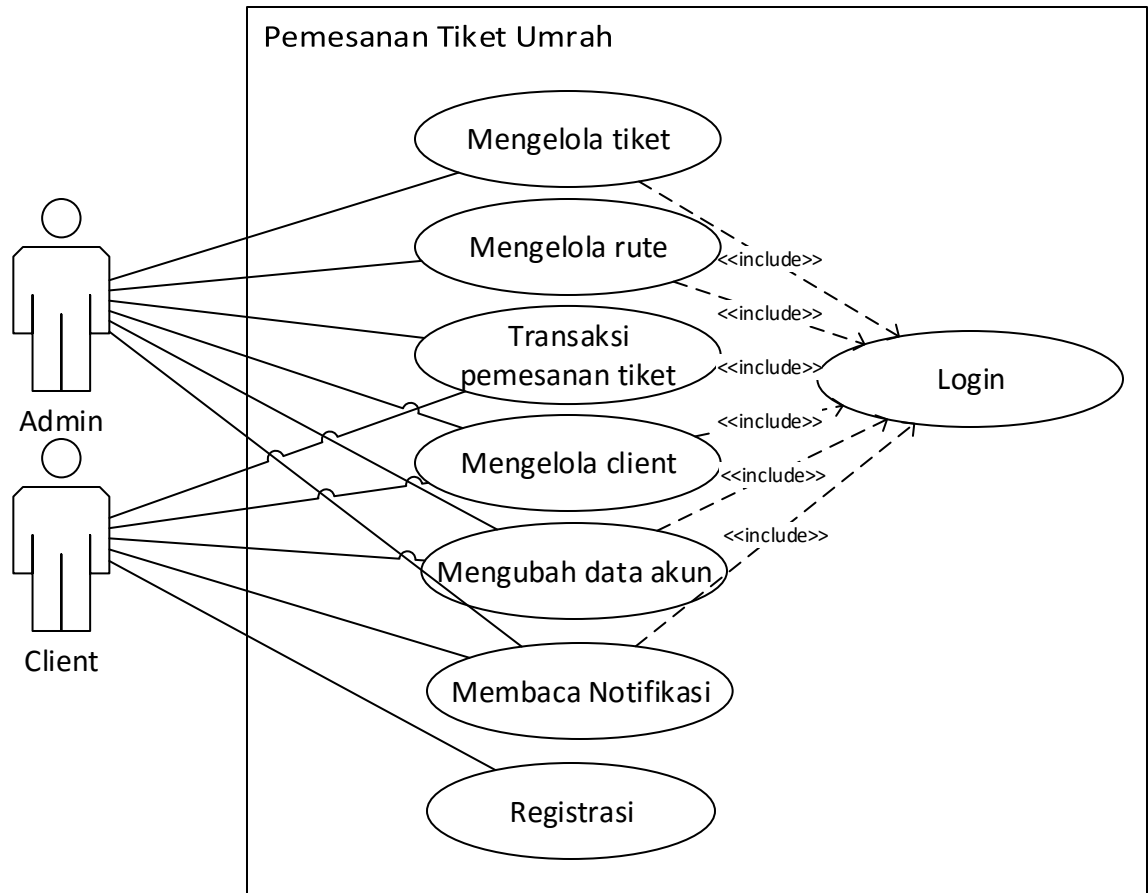 Pemesanan Tiket Umrah
Mengelola tiket
Mengelola rute
<<include>>
<<include>>
Transaksi
pemesanan tiket
<<include>>
Login
Admin
Mengelola client
<<include>>
<<include>>
<<include>>
Mengubah data akun
Client
Membaca Notifikasi
Registrasi